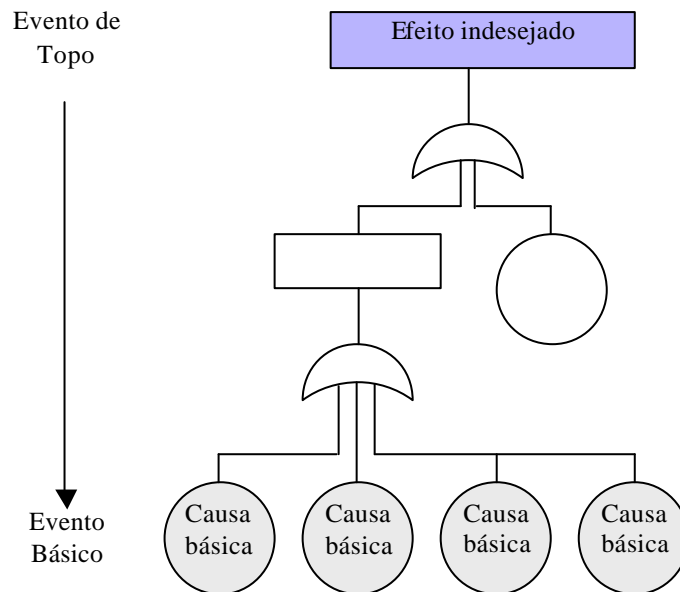 Evento de
Topo
Efeito indesejado
Evento
Básico
Causa
básica
Causa
básica
Causa
básica
Causa
básica